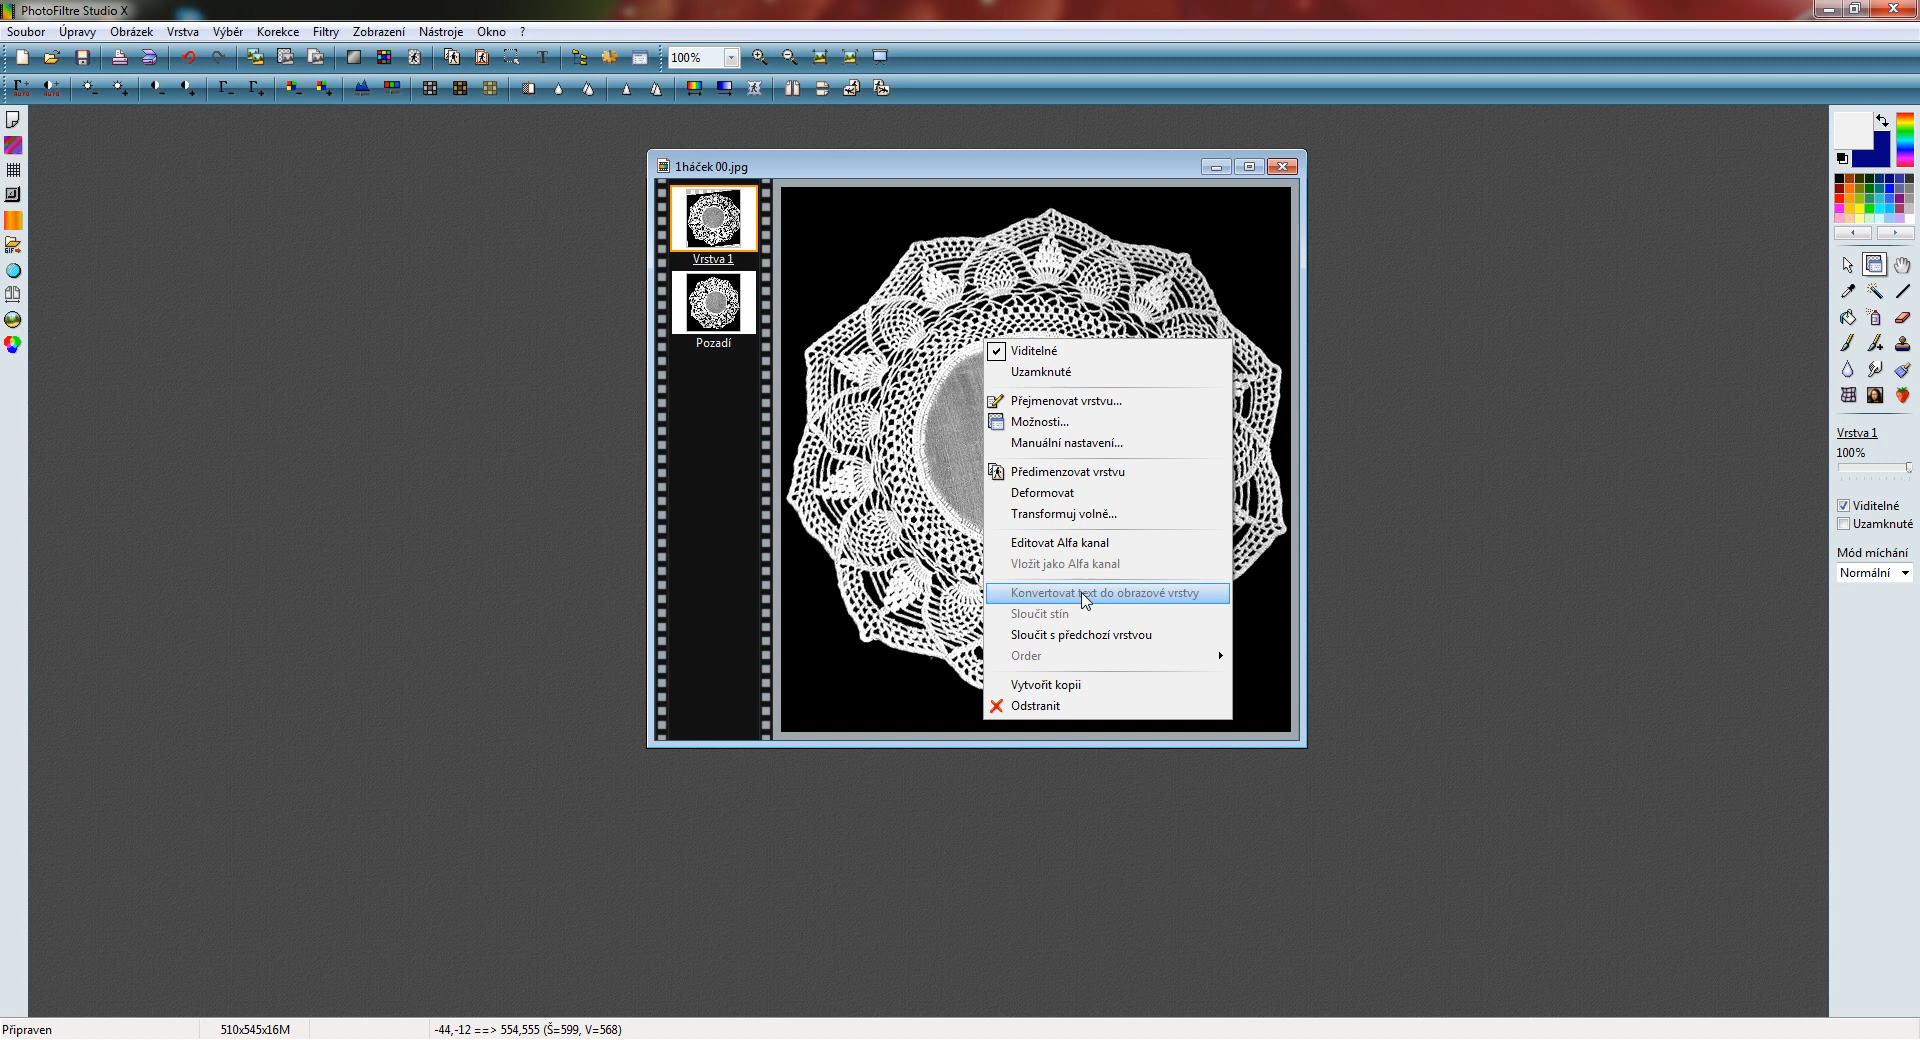 PhotoFiltre Studio X
Soubor Úpravy Obrázek Vrstva Výběr Korekce Filtry Zobrazení Nástroje Okno ?
100%
1háček 00.jpg
Vrstva 1
Pozadí
Viditelné
Uzamknuté
Přejmenovat vrstvu...
Možnosti...
Manuální nastavení...
Předimenzovat vrstvu
Deformovat
Transformuj volně...
Editovat Alfa kanal
Vložit jako Alfa kanal
Konvertovat text do obrazové vrstvy
Sloučit stín
Sloučit s předchozí vrstvou
Order
Vytvořit kopii
Odstranit
Vrstva 1
100%
Viditelné
Uzamknuté
Mód míchání
Normální
Připraven 510x545x16M -44,-12 ==> 554,555 (Š=599, V=568)